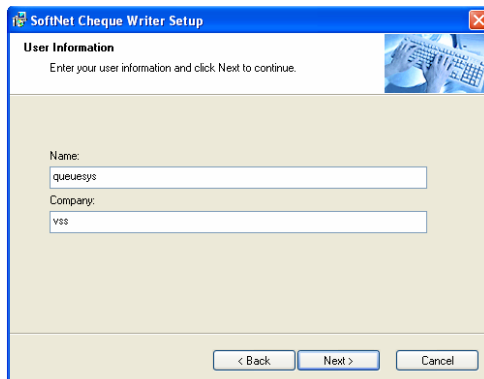 SoftNet Cheque Writer Setup
User Information
Enter your user information and click Next to continue.
Name:
queuesys
Company:
vss
< Back
Next >
Cancel